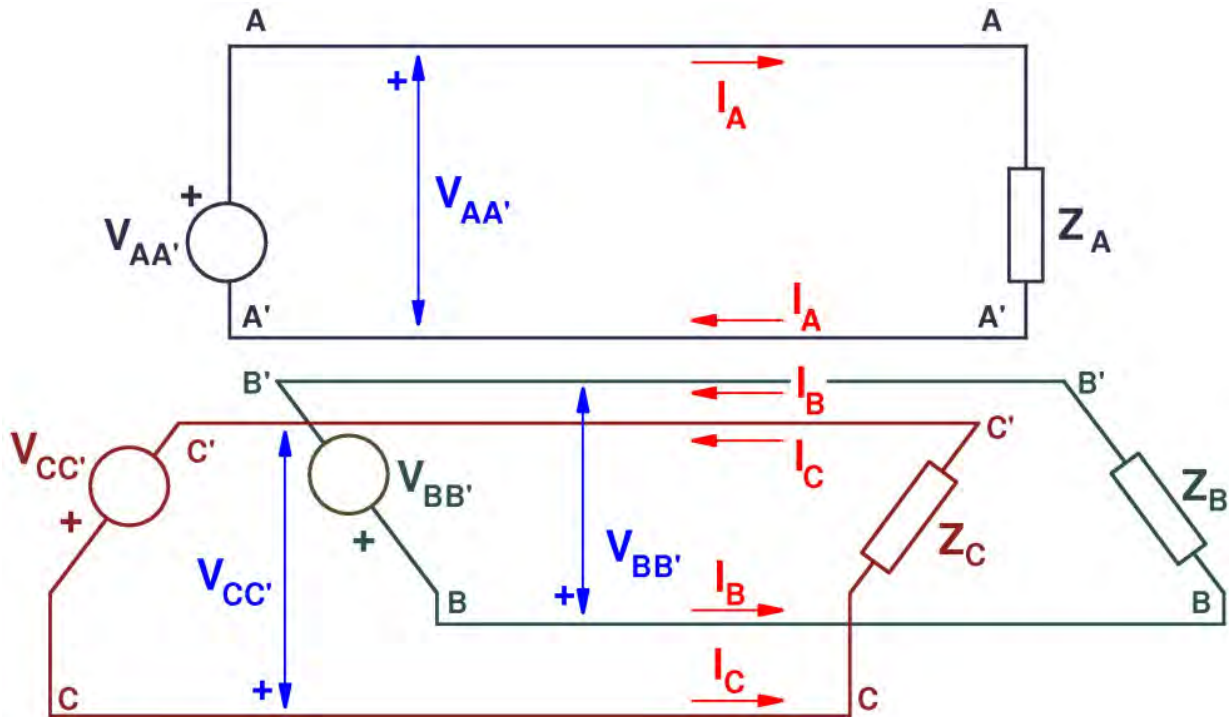 A
A
+
I_A
+
V_AA'
V_AA'
Z_A
A'
I_A
A'
B'
I_B
B'
V_CC'
C'
I_C
C'
V_BB'
Z_B
+
+
Z_C
V_CC'
V_BB'
+
I_B
B
B
+
I_C
C
C